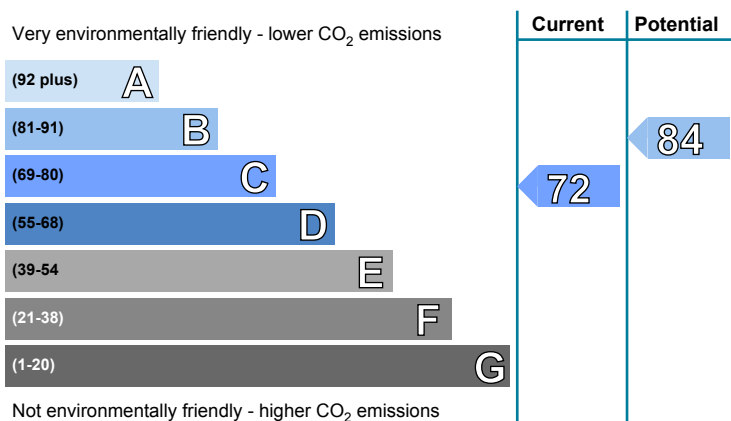 Very environmentally friendly - lower CO₂ emissions
Current
Potential
(92 plus) A
(81-91) B
84
(69-80) C
72
(55-68) D
(39-54 E
(21-38) F
(1-20) G
Not environmentally friendly - higher CO₂ emissions